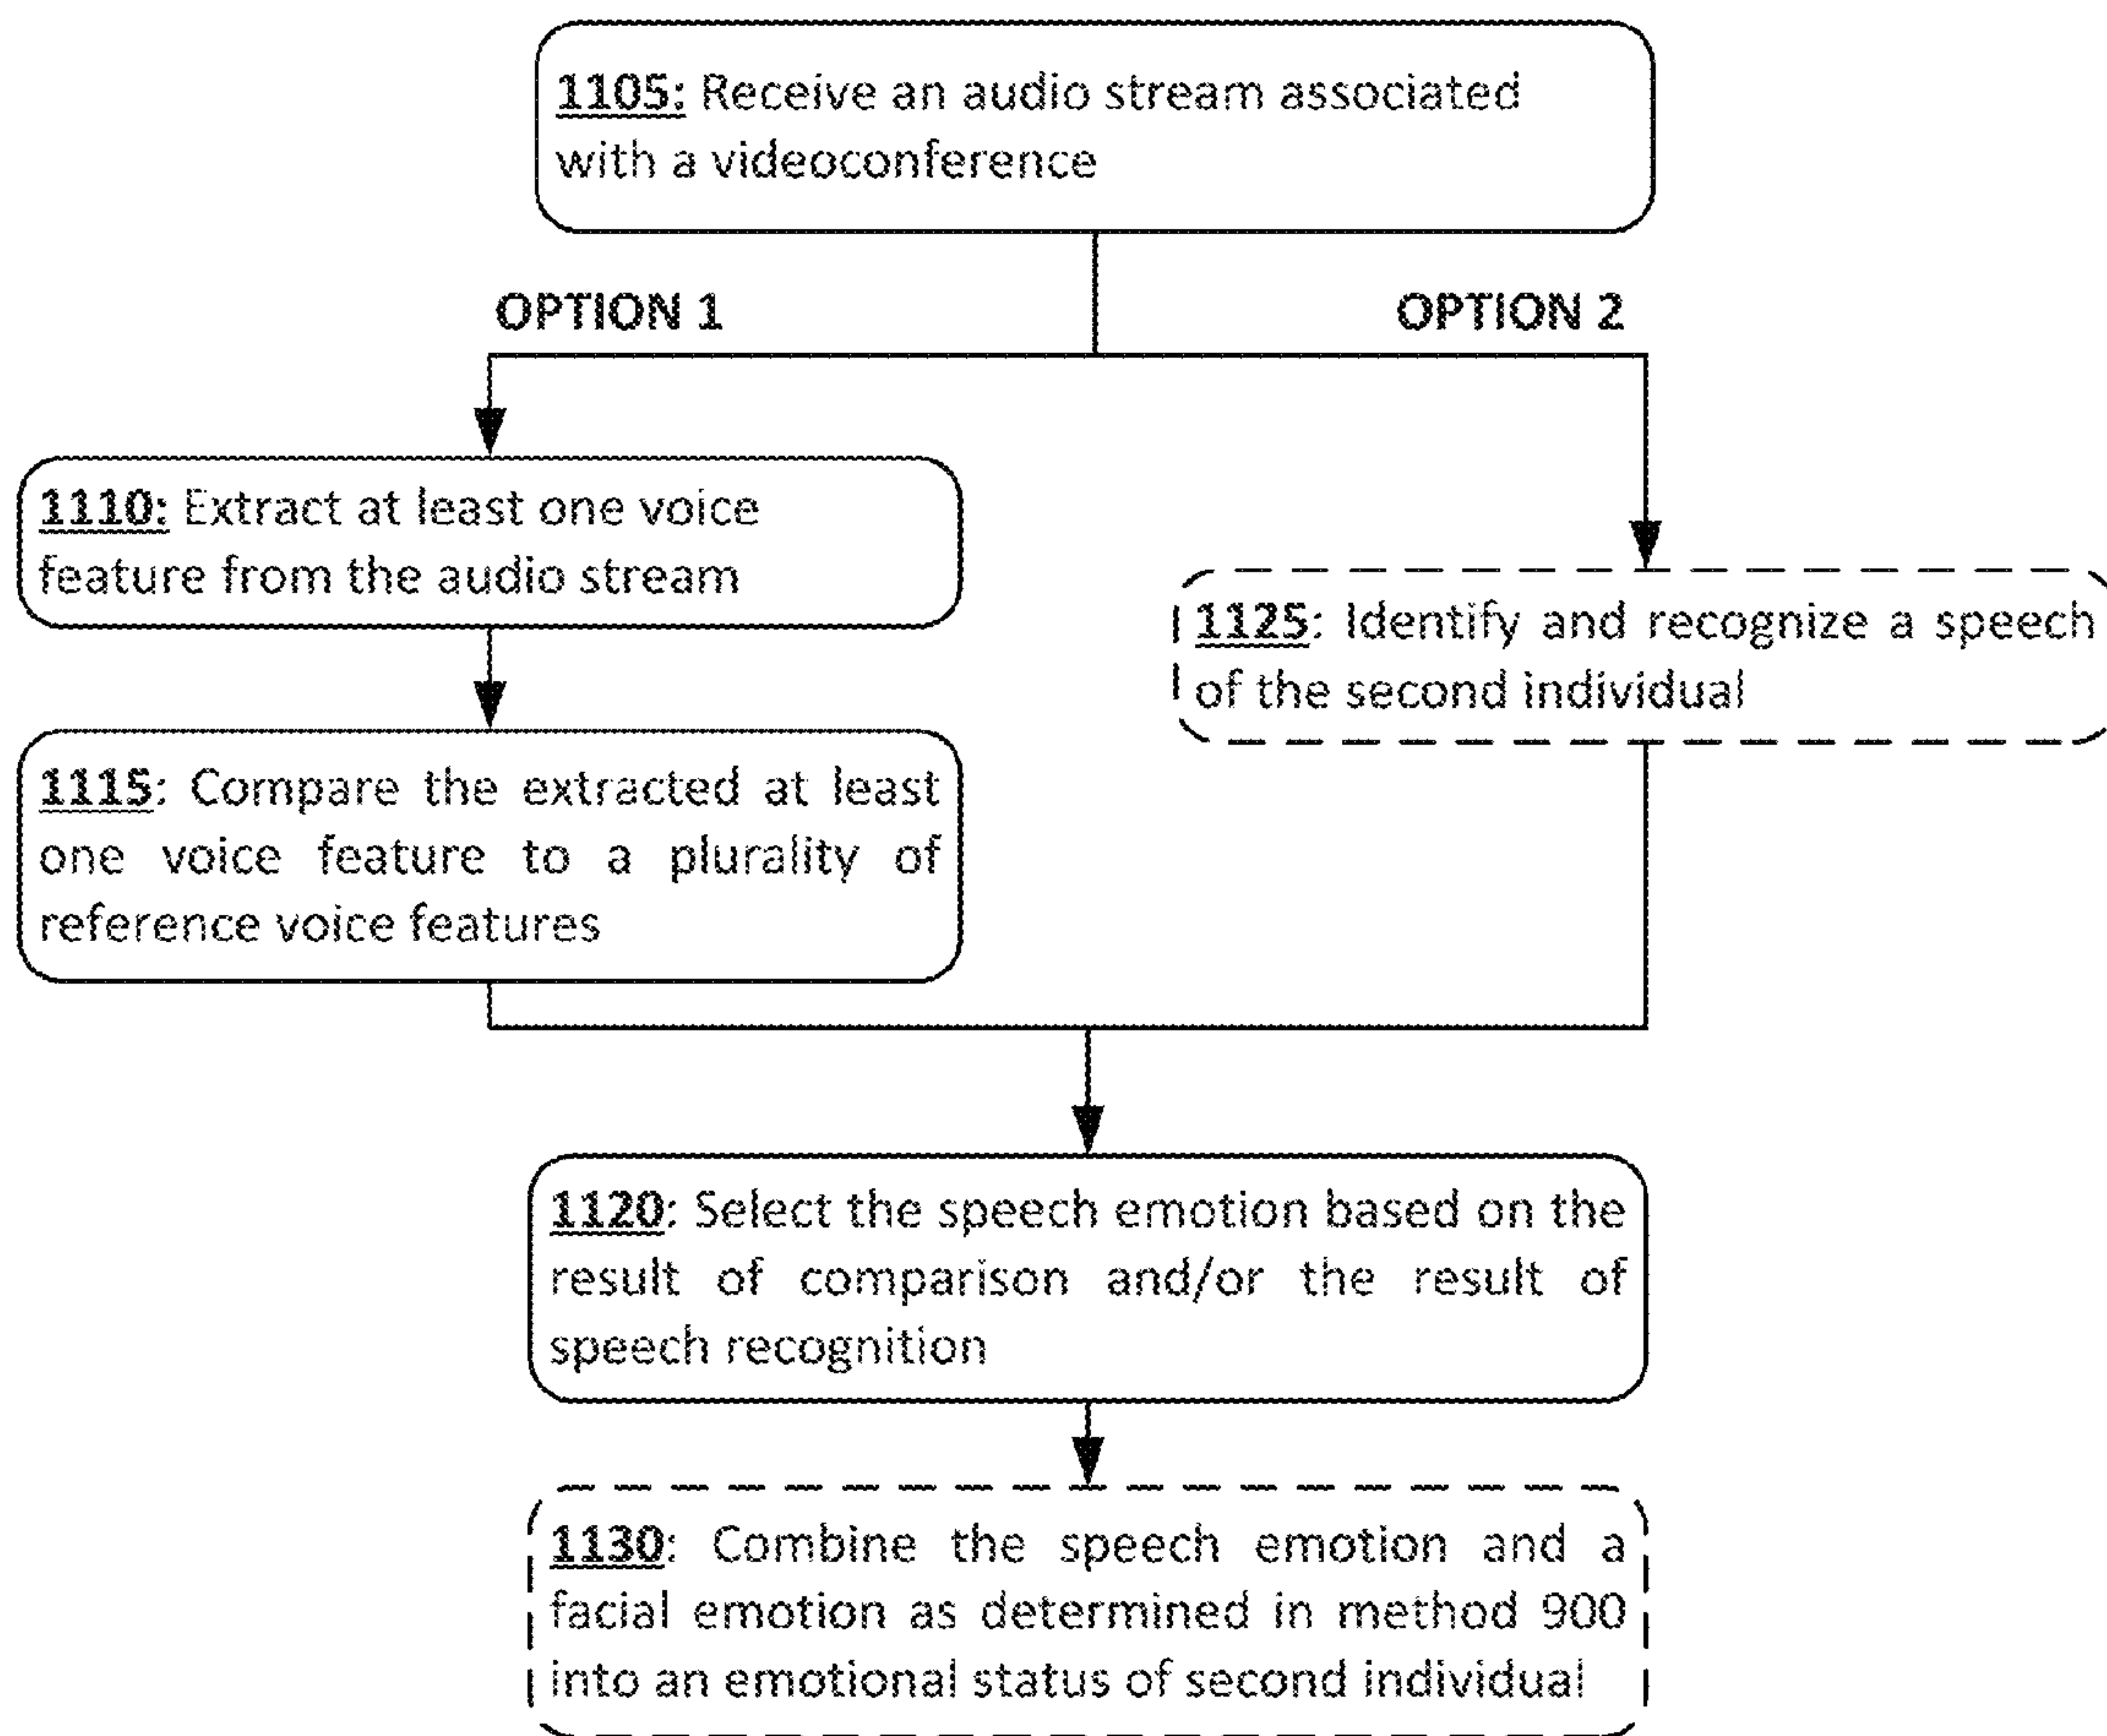 1105: Receive an audio stream associated
with a videoconference
OPTION 1
OPTION 2
1110: Extract at least one voice
feature from the audio stream
1115: Compare the extracted at least
one voice feature to a plurality of
reference voice features
1125: Identify and recognize a speech
of the second individual
1120: Select the speech emotion based on the
result of comparison and/or the result of
speech recognition
1130: Combine the speech emotion and a
facial emotion as determined in method 900
into an emotional status of second individual